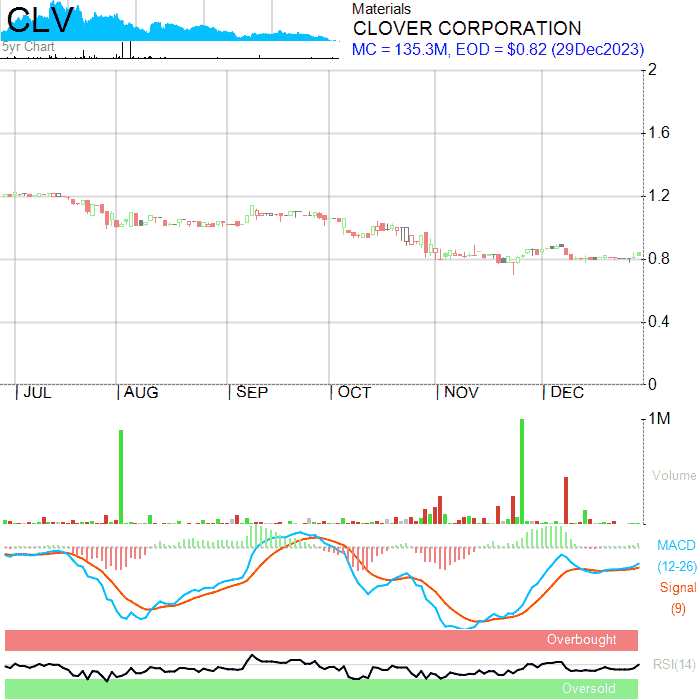 CLV
5yr Chart
Materials
CLOVER CORPORATION
MC = 135.3M, EOD = $0.82 (29Dec2023)
2
1.6
1.2
0.8
0.4
0
JUL AUG SEP OCT NOV DEC
1M
Volume
MACD
(12-26)
Signal
(9)
Overbought
RSI(14)
Oversold